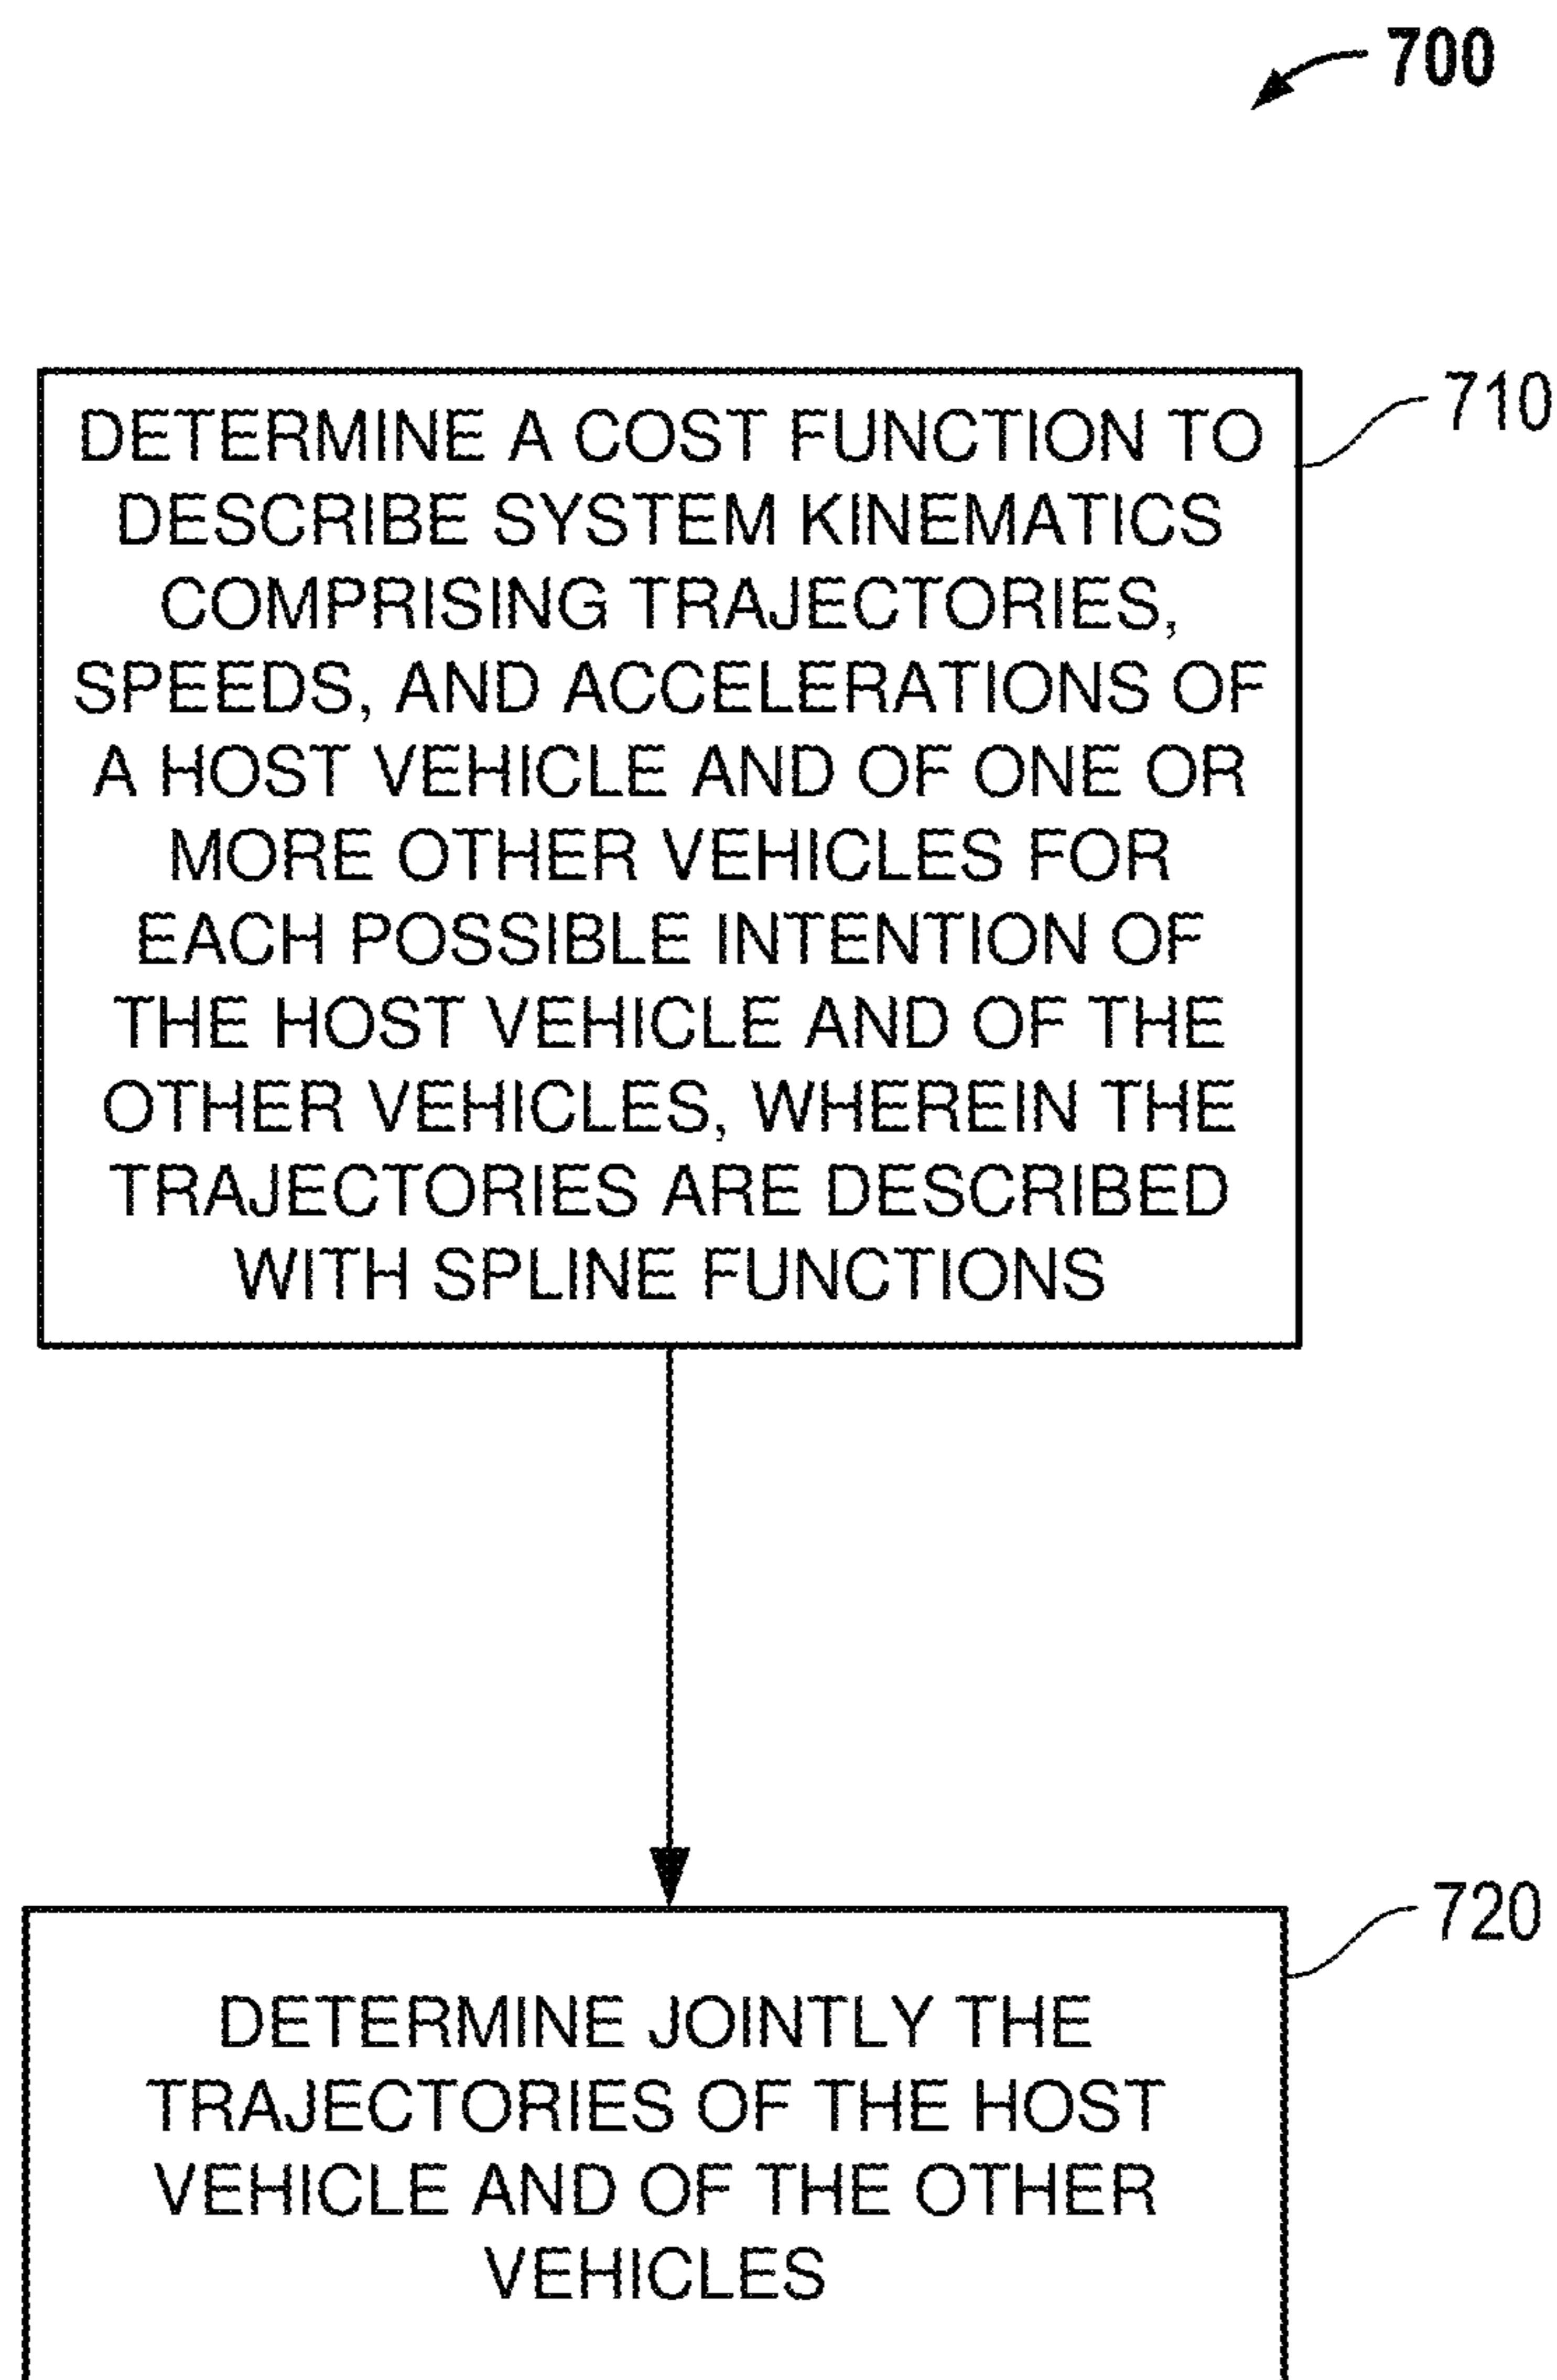 700
710
DETERMINE A COST FUNCTION TO
DESCRIBE SYSTEM KINEMATICS
COMPRISING TRAJECTORIES,
SPEEDS, AND ACCELERATIONS OF
A HOST VEHICLE AND OF ONE OR
MORE OTHER VEHICLES FOR
EACH POSSIBLE INTENTION OF
THE HOST VEHICLE AND OF THE
OTHER VEHICLES, WHEREIN THE
TRAJECTORIES ARE DESCRIBED
WITH SPLINE FUNCTIONS
720
DETERMINE JOINTLY THE
TRAJECTORIES OF THE HOST
VEHICLE AND OF THE OTHER
VEHICLES